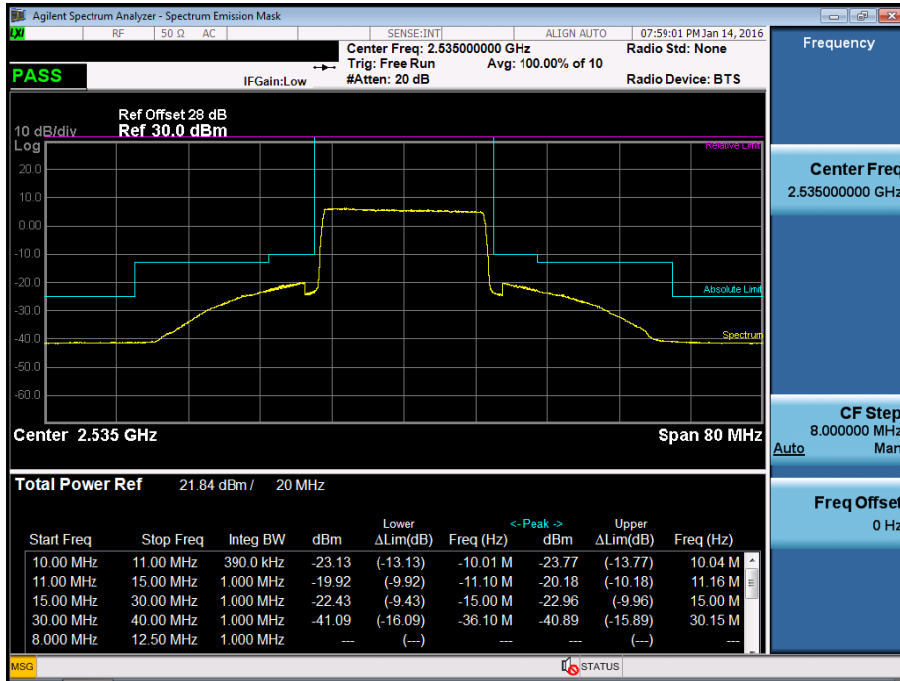 Agilent Spectrum Analyzer - Spectrum Emission Mask
LXI RF 50 Ω AC SENSE:INT ALIGN AUTO 07:59:01 PM Jan 14, 2016
Center Freq: 2.535000000 GHz Radio Std: None
Trig: Free Run Avg: 100.00% of 10
PASS IFGain:Low #Atten: 20 dB Radio Device: BTS
Ref Offset 28 dB
10 dB/div Ref 30.0 dBm
Log
Relative Limit
20.0
10.0
0.00
-10.0
-20.0
Absolute Limit
-30.0
Spectrum
-40.0
-50.0
-60.0
Center 2.535 GHz Span 80 MHz
Total Power Ref 21.84 dBm / 20 MHz
Lower <- Peak -> Upper
Start Freq Stop Freq Integ BW dBm ΔLim(dB) Freq (Hz) dBm ΔLim(dB) Freq (Hz)
10.00 MHz 11.00 MHz 390.0 kHz -23.13 (-13.13) -10.01 M -23.77 (-13.77) 10.04 M
11.00 MHz 15.00 MHz 1.000 MHz -19.92 (-9.92) -11.10 M -20.18 (-10.18) 11.16 M
15.00 MHz 30.00 MHz 1.000 MHz -22.43 (-9.43) -15.00 M -22.96 (-9.96) 15.00 M
30.00 MHz 40.00 MHz 1.000 MHz -41.09 (-16.09) -36.10 M -40.89 (-15.89) 30.15 M
8.000 MHz 12.50 MHz 1.000 MHz --- (---) --- --- (---) ---
MSG STATUS
Frequency
Center Freq
2.535000000 GHz
CF Step
8.000000 MHz
Auto Man
Freq Offset
0 Hz